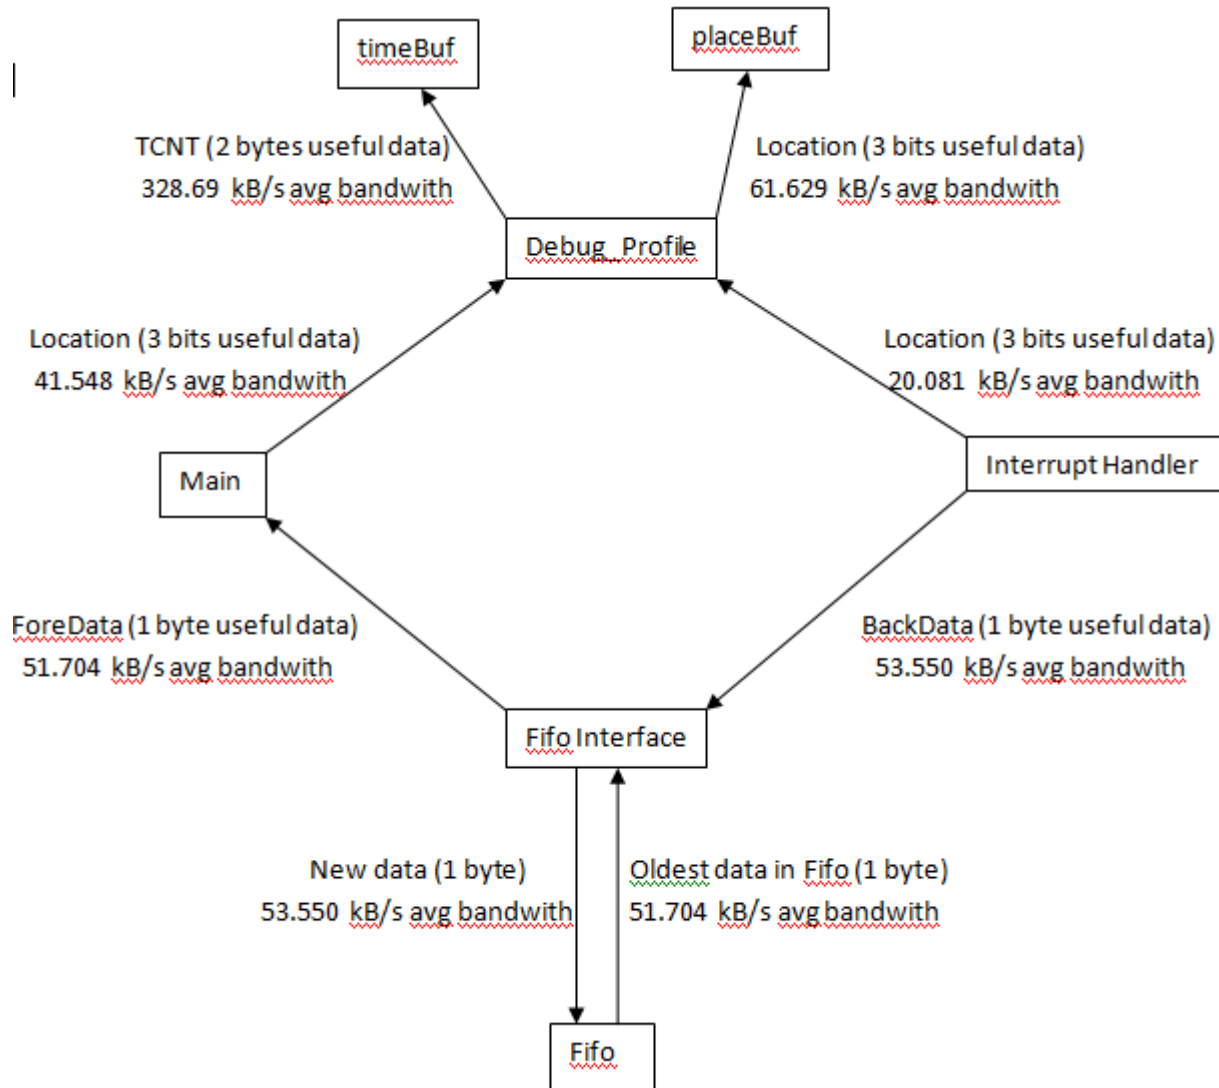 timeBuf
placeBuf
TCNT (2 bytes useful data)
328.69 kB/s avg bandwith
Location (3 bits useful data)
61.629 kB/s avg bandwith
Debug_Profile
Location (3 bits useful data)
41.548 kB/s avg bandwith
Location (3 bits useful data)
20.081 kB/s avg bandwith
Main
Interrupt Handler
ForeData (1 byte useful data)
51.704 kB/s avg bandwith
BackData (1 byte useful data)
53.550 kB/s avg bandwith
Fifo Interface
New data (1 byte)
53.550 kB/s avg bandwith
Oldest data in Fifo (1 byte)
51.704 kB/s avg bandwith
Fifo